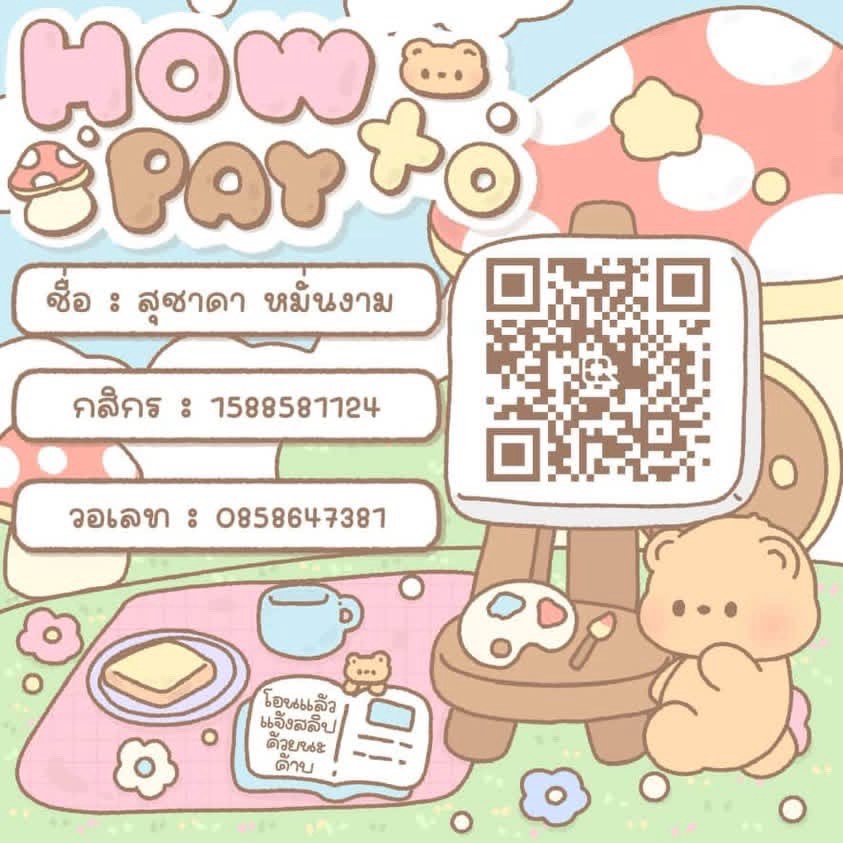 HOW
PAY TO
ชื่อ : สุชาดา หมั่นงาม
กสิกร : 1588581124
วอเลท : 0858647381
โอนแล้ว
แจ้งสลิป
ด้วยนะ
ค้าบ